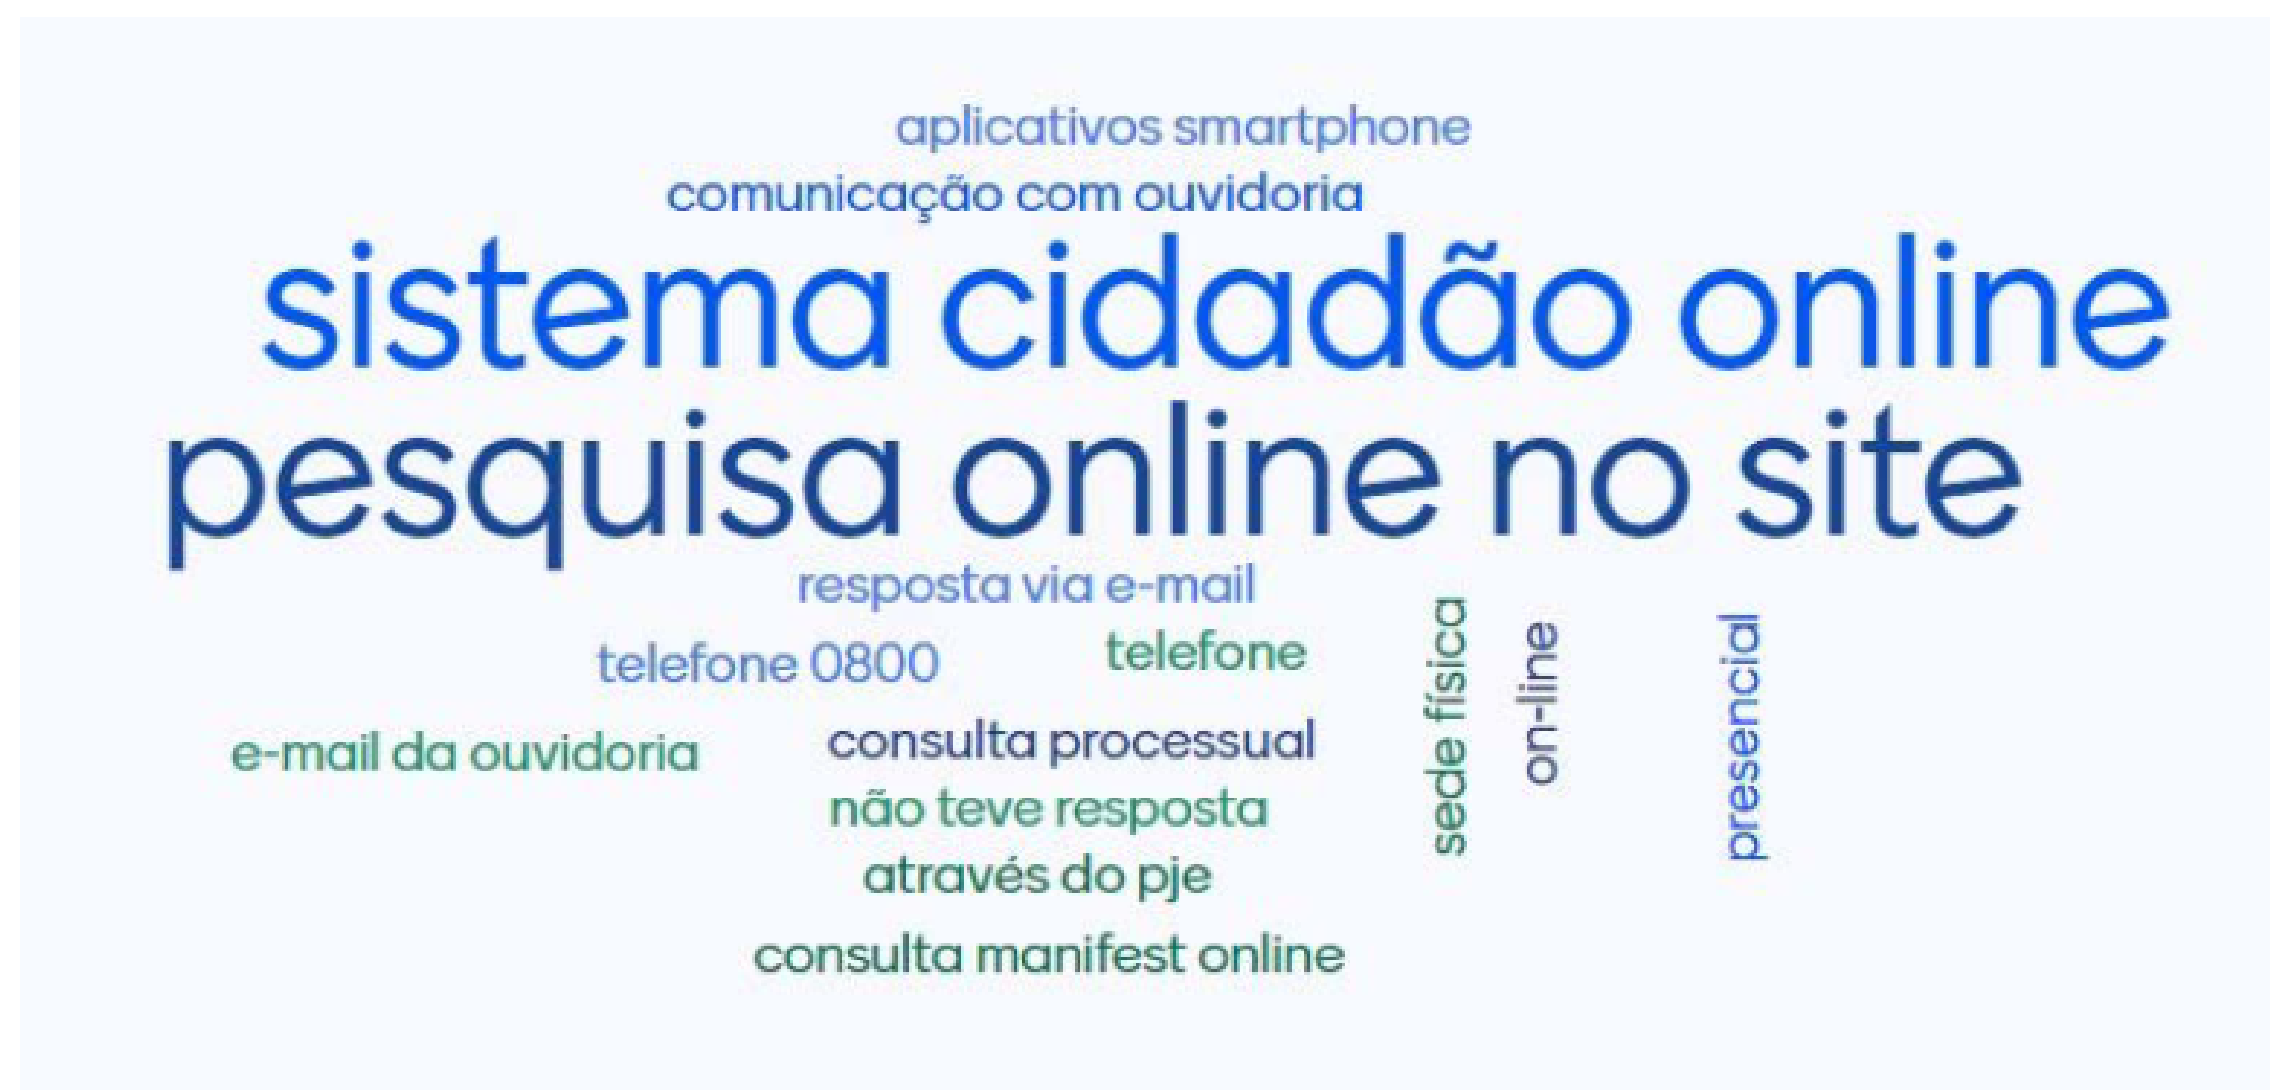 aplicativos smartphone
comunicação com ouvidoria
sistema cidadão online
pesquisa online no site
resposta via e-mail
telefone 0800
telefone
sede física
on-line
presencial
e-mail da ouvidoria
consulta processual
não teve resposta
através do pje
consulta manifest online